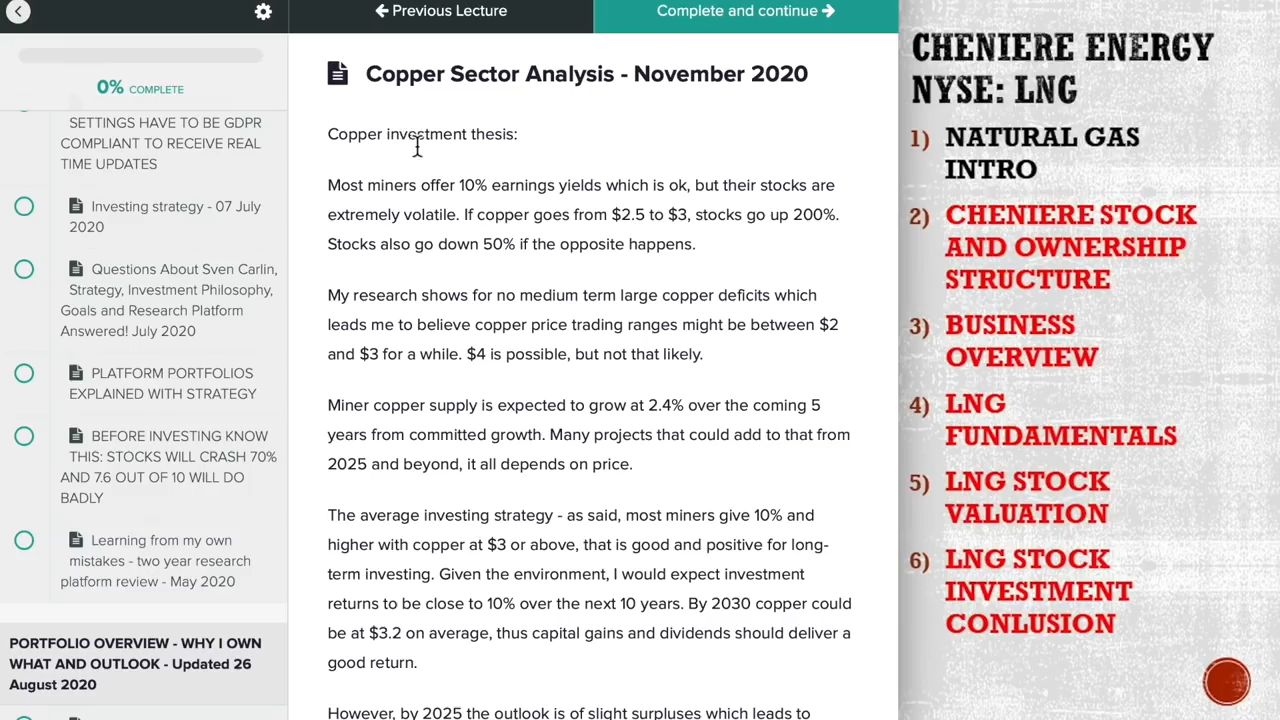 Previous Lecture
Complete and continue
0% COMPLETE
SETTINGS HAVE TO BE GDPR
COMPLIANT TO RECEIVE REAL
TIME UPDATES
Investing strategy - 07 July
2020
Questions About Sven Carlin,
Strategy, Investment Philosophy,
Goals and Research Platform
Answered! July 2020
PLATFORM PORTFOLIOS
EXPLAINED WITH STRATEGY
BEFORE INVESTING KNOW
THIS: STOCKS WILL CRASH 70%
AND 7.6 OUT OF 10 WILL DO
BADLY
Learning from my own
mistakes - two year research
platform review - May 2020
PORTFOLIO OVERVIEW - WHY I OWN
WHAT AND OUTLOOK - Updated 26
August 2020
Copper Sector Analysis - November 2020
Copper investment thesis:
Most miners offer 10% earnings yields which is ok, but their stocks are
extremely volatile. If copper goes from $2.5 to $3, stocks go up 200%.
Stocks also go down 50% if the opposite happens.
My research shows for no medium term large copper deficits which
leads me to believe copper price trading ranges might be between $2
and $3 for a while. $4 is possible, but not that likely.
Miner copper supply is expected to grow at 2.4% over the coming 5
years from committed growth. Many projects that could add to that from
2025 and beyond, it all depends on price.
The average investing strategy - as said, most miners give 10% and
higher with copper at $3 or above, that is good and positive for long-
term investing. Given the environment, I would expect investment
returns to be close to 10% over the next 10 years. By 2030 copper could
be at $3.2 on average, thus capital gains and dividends should deliver a
good return.
However, by 2025 the outlook is of slight surpluses which leads to
CHENIERE ENERGY
NYSE: LNG
1) NATURAL GAS
INTRO
2) CHENIERE STOCK
AND OWNERSHIP
STRUCTURE
3) BUSINESS
OVERVIEW
4) LNG
FUNDAMENTALS
5) LNG STOCK
VALUATION
6) LNG STOCK
INVESTMENT
CONLUSION